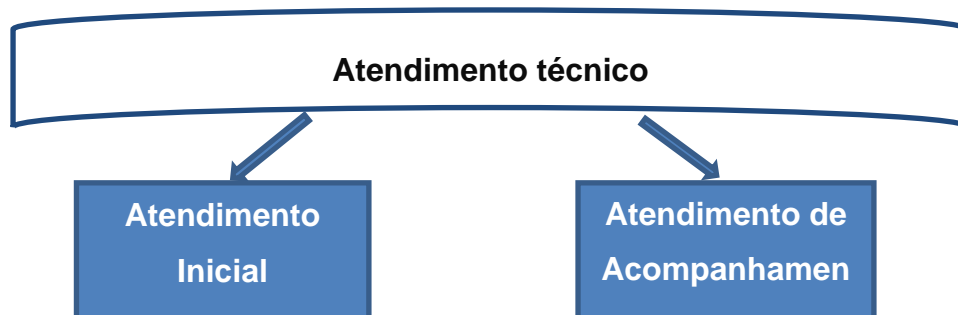 Atendimento técnico
Atendimento
Inicial
Atendimento de
Acompanhamen